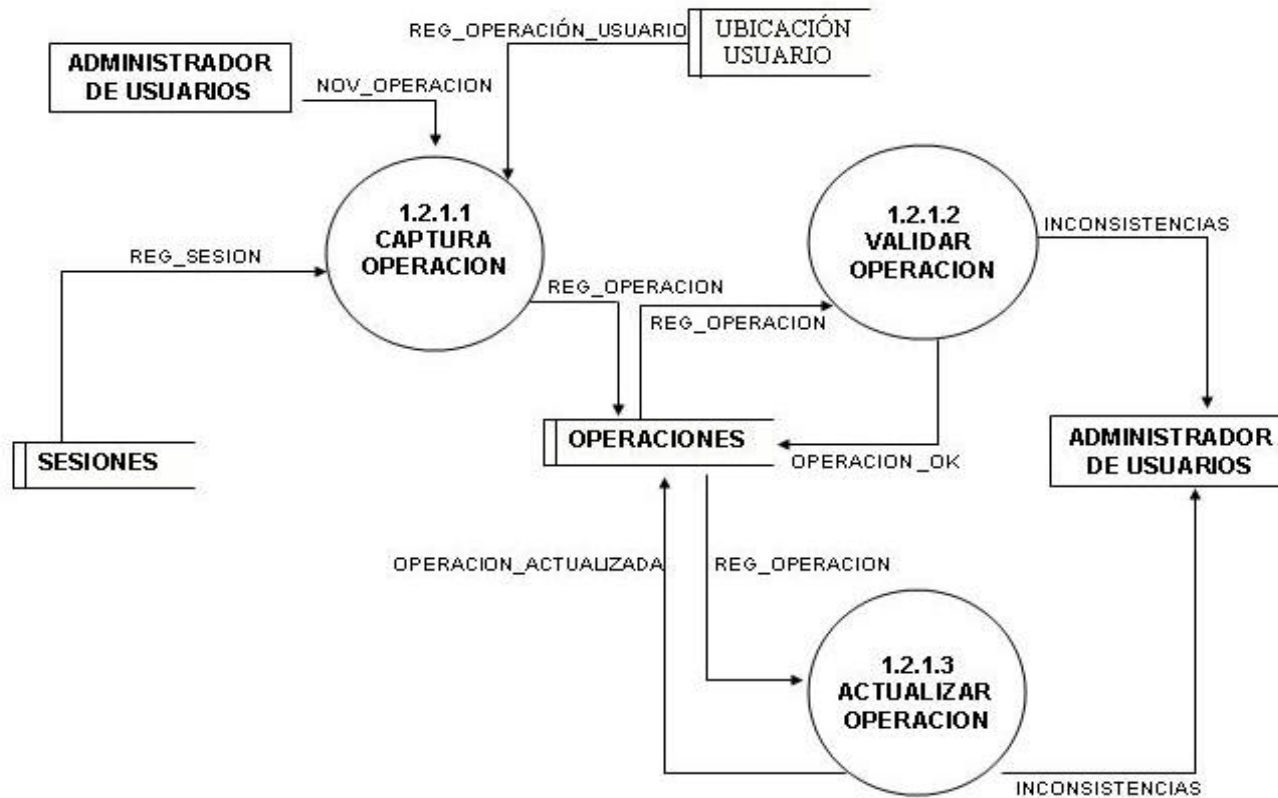 REG_OPERACIÓN_USUARIO
UBICACIÓN
USUARIO
ADMINISTRADOR
DE USUARIOS
NOV_OPERACION
1.2.1.1
CAPTURA
OPERACION
1.2.1.2
VALIDAR
OPERACION
INCONSISTENCIAS
REG_SESION
REG_OPERACION
REG_OPERACION
SESIONES
OPERACIONES
OPERACION_OK
ADMINISTRADOR
DE USUARIOS
OPERACION_ACTUALIZADA
REG_OPERACION
1.2.1.3
ACTUALIZAR
OPERACION
INCONSISTENCIAS